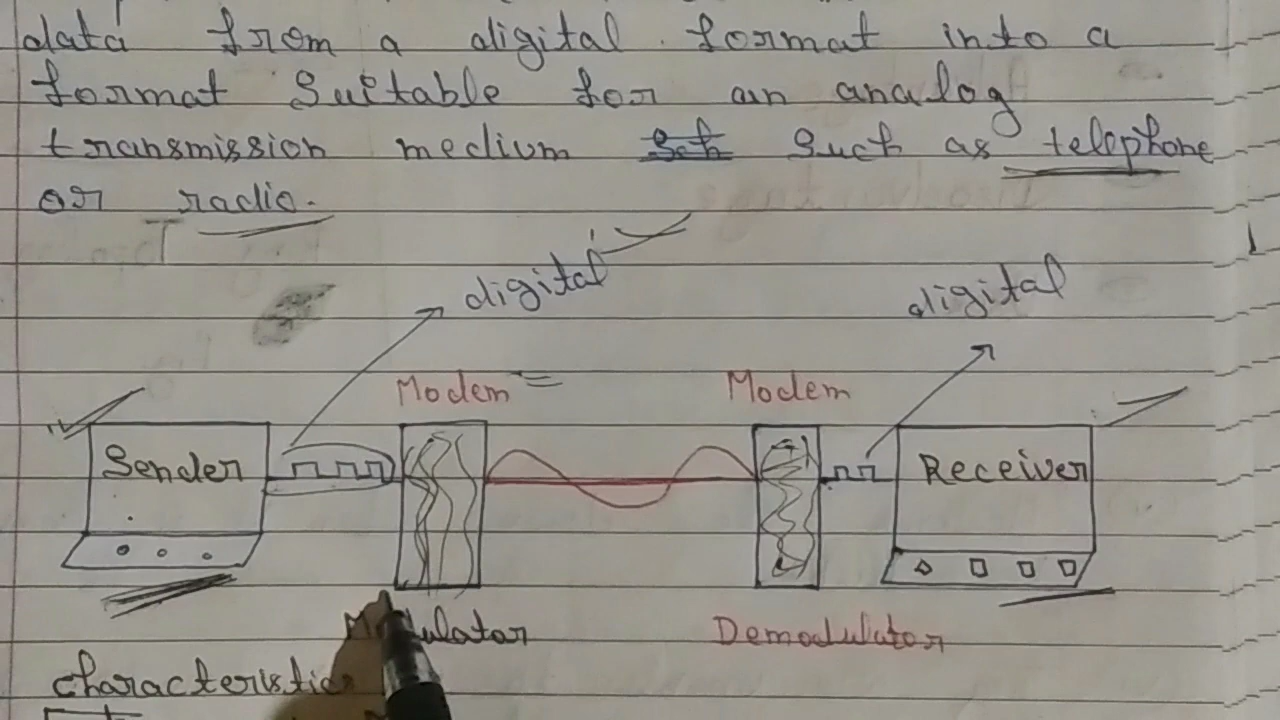 data from a digital format into a
format Suitable for an analog
transmission medium such as telephone
or radio.
digital
digital
Modem =
Modem
Sender
Receiver
Demodulator
characteristic